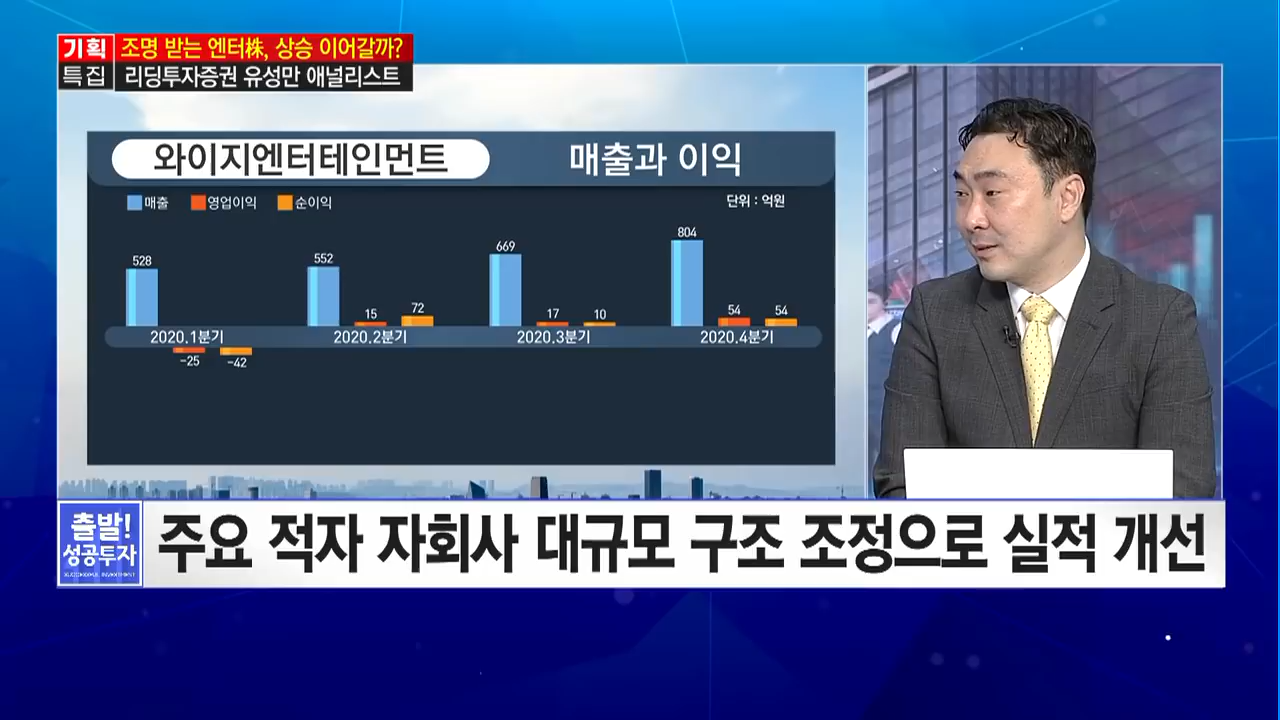 기획
특집
조명 받는 엔터株, 상승 이어갈까?
리딩투자증권 유성만 애널리스트
와이지엔터테인먼트
매출과 이익
매출 영업이익 순이익
단위 : 억원
528
552
669
804
15 72
17 10
54 54
2020.1분기 2020.2분기 2020.3분기 2020.4분기
-25 -42
출발!
성공투자
주요 적자 자회사 대규모 구조 조정으로 실적 개선